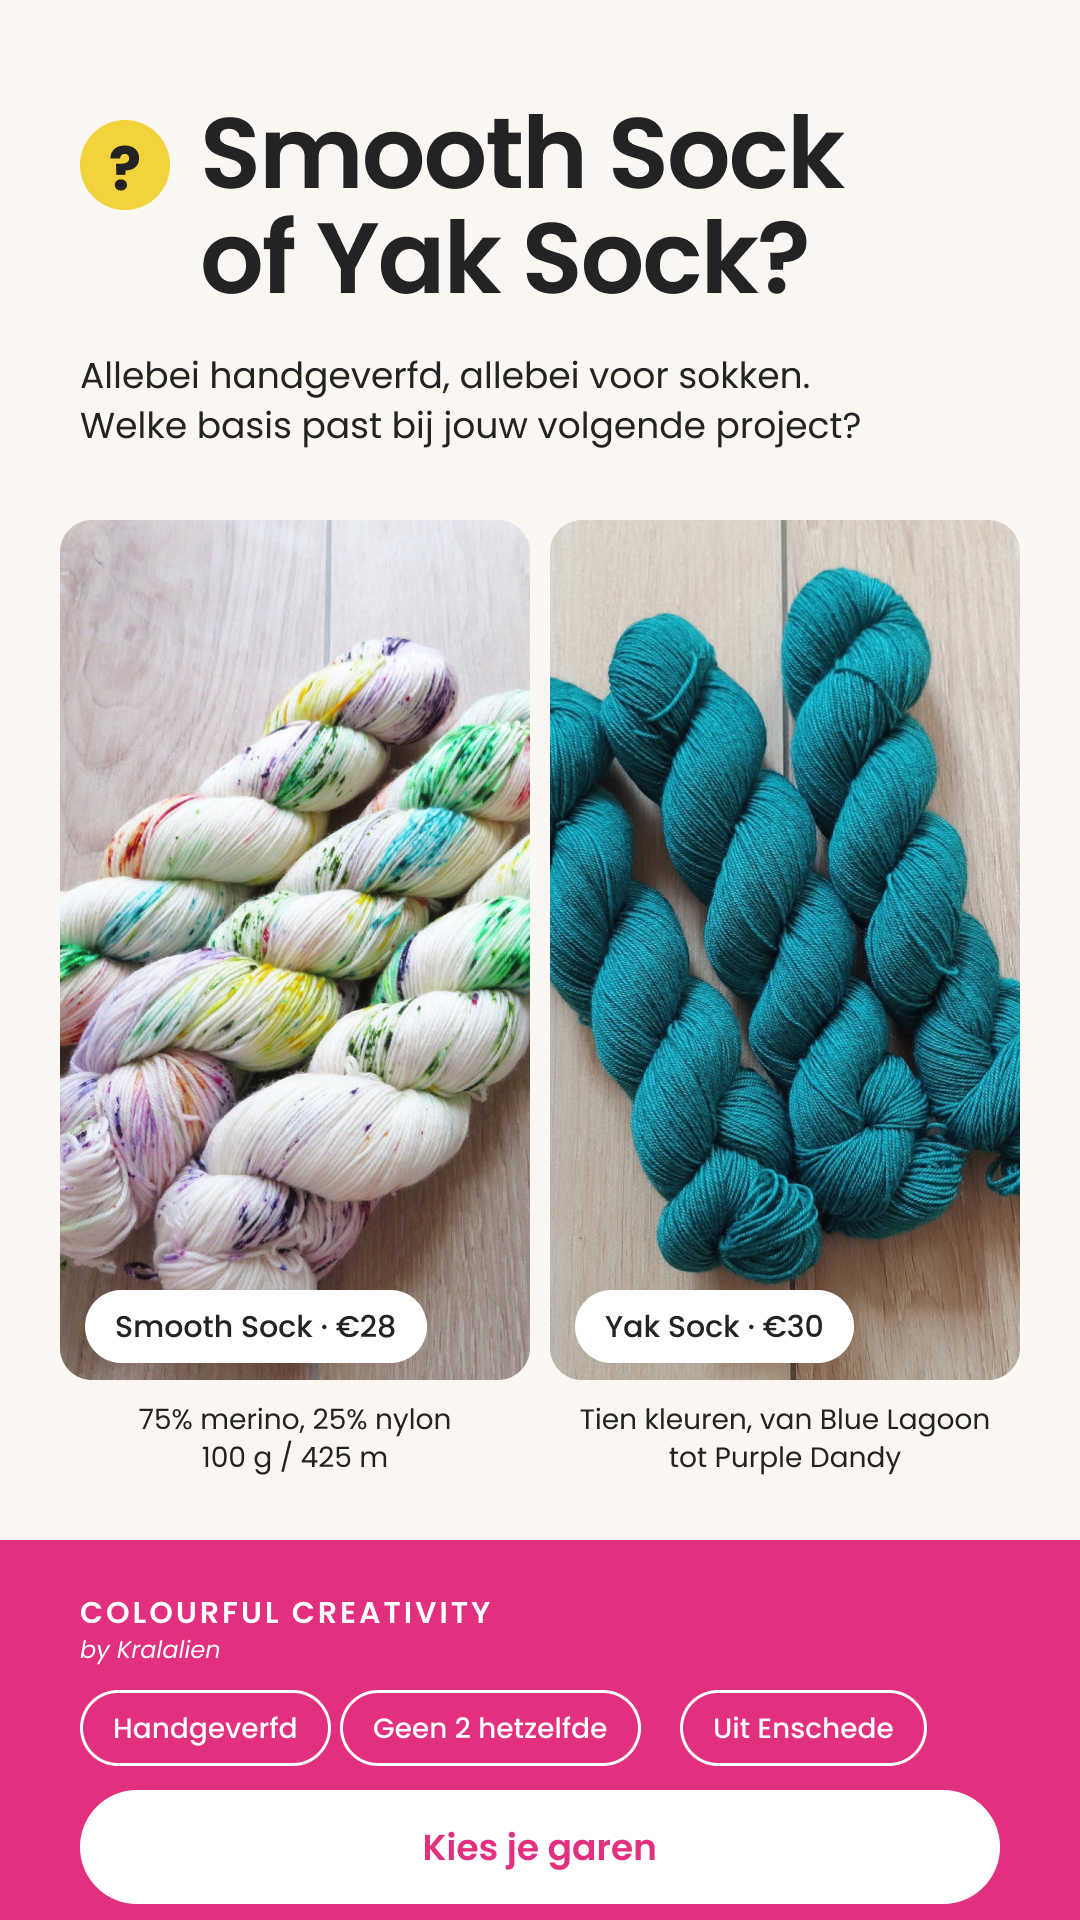 ?
Smooth Sock
of Yak Sock?
Allebei handgeverfd, allebei voor sokken.
Welke basis past bij jouw volgende project?
Smooth Sock · €28
Yak Sock · €30
75% merino, 25% nylon
100 g / 425 m
Tien kleuren, van Blue Lagoon
tot Purple Dandy
COLOURFUL CREATIVITY
by Kralalien
Handgeverfd
Geen 2 hetzelfde
Uit Enschede
Kies je garen